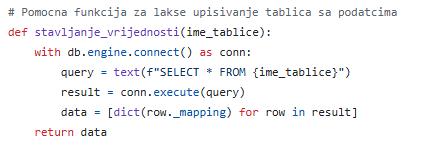 # Pomocna funkcija za lakse upisivanje tablica sa podatcima
def stavljanje_vrijednosti(ime_tablice):
    with db.engine.connect() as conn:
        query = text(f"SELECT * FROM {ime_tablice}")
        result = conn.execute(query)
        data = [dict(row._mapping) for row in result]
    return data